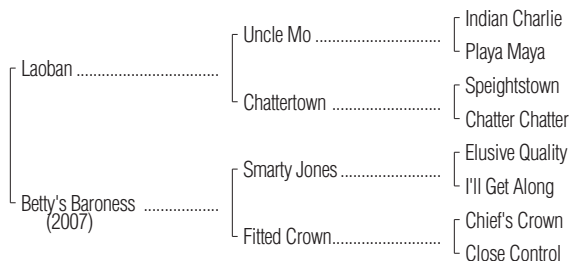 Indian Charlie
Uncle Mo ........................................
Playa Maya
Laoban ..............................................
Speightstown
Chattertown ...................................
Chatter Chatter
Elusive Quality
Smarty Jones ................................
I'll Get Along
Betty's Baroness ........................
(2007)
Chief's Crown
Fitted Crown...................................
Close Control